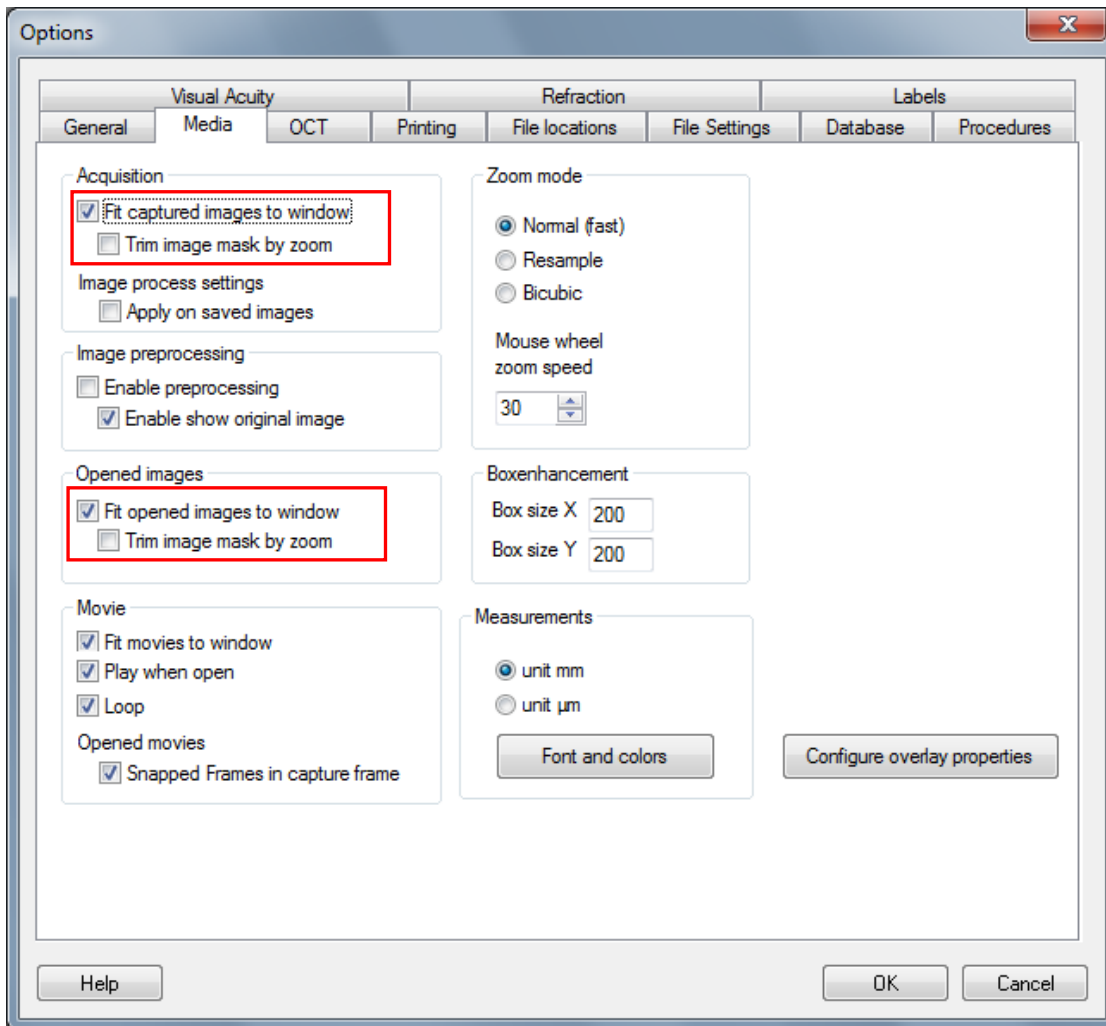 Options
Visual Acuity
Refraction
Labels
General
Media
OCT
Printing
File locations
File Settings
Database
Procedures
Acquisition
Fit captured images to window
Trim image mask by zoom
Image process settings
Apply on saved images
Image preprocessing
Enable preprocessing
Enable show original image
Opened images
Fit opened images to window
Trim image mask by zoom
Movie
Fit movies to window
Play when open
Loop
Opened movies
Snapped Frames in capture frame
Zoom mode
Normal (fast)
Resample
Bicubic
Mouse wheel
zoom speed
30
Boxenhancement
Box size X 200
Box size Y 200
Measurements
unit mm
unit µm
Font and colors
Configure overlay properties
Help
OK
Cancel